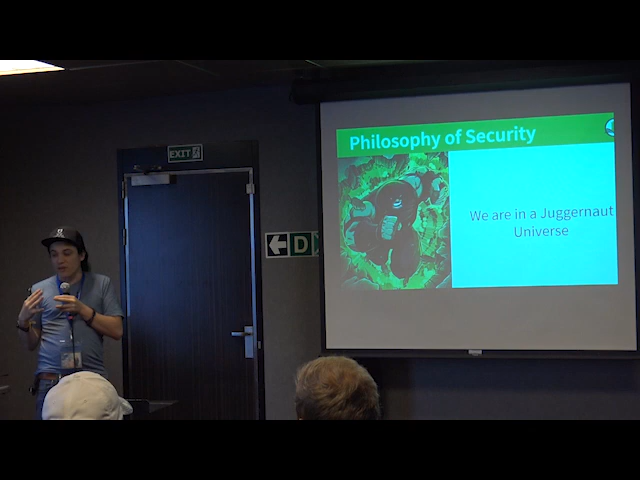 EXIT
D
Philosophy of Security
We are in a Juggernaut
Universe